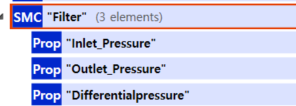 SMC "Filter" (3 elements)
Prop "Inlet_Pressure"
Prop "Outlet_Pressure"
Prop "Differentialpressure"